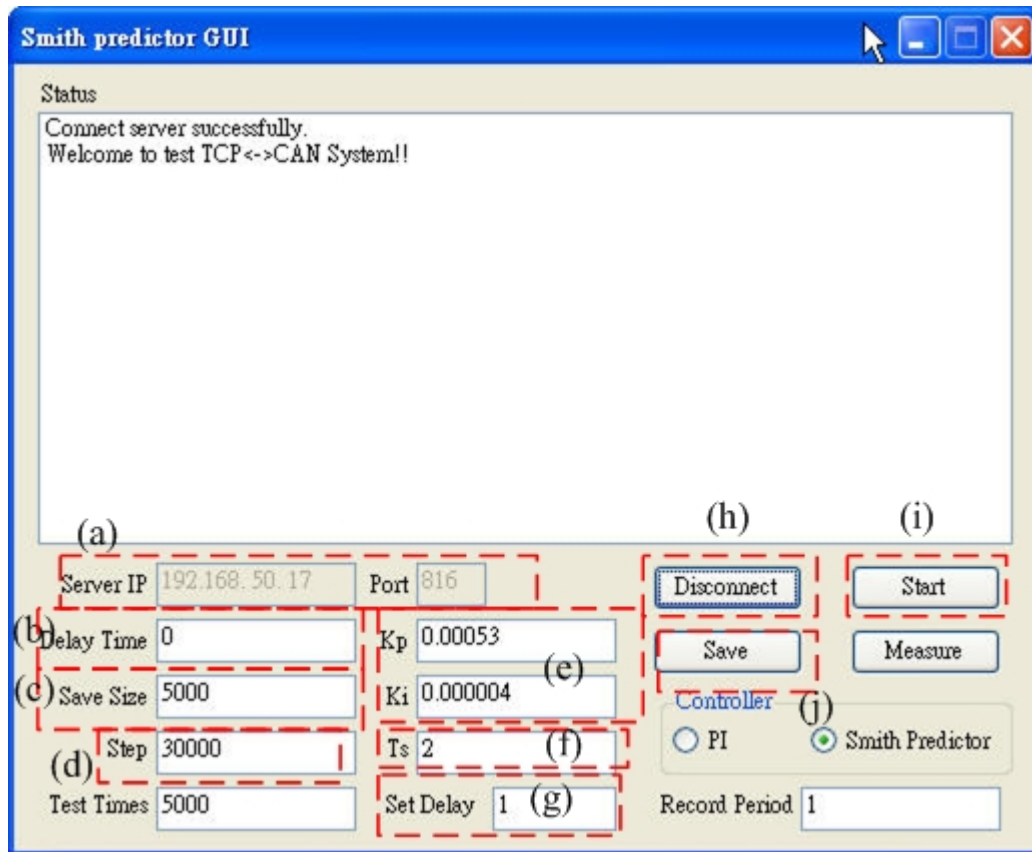 Smith predictor GUI
Status
Connect server successfully.
Welcome to test TCP<->CAN System!!
(a)
(h)
(i)
Server IP 192.168.50.17 Port 816
Disconnect
Start
(b)
Delay Time 0
Kp 0.00053
Save
Measure
(c)
Save Size 5000
Ki 0.000004
(e)
Controller
(j)
(d)
Step 30000
Ts 2
(f)
PI
Smith Predictor
Test Times 5000
Set Delay 1
(g)
Record Period 1